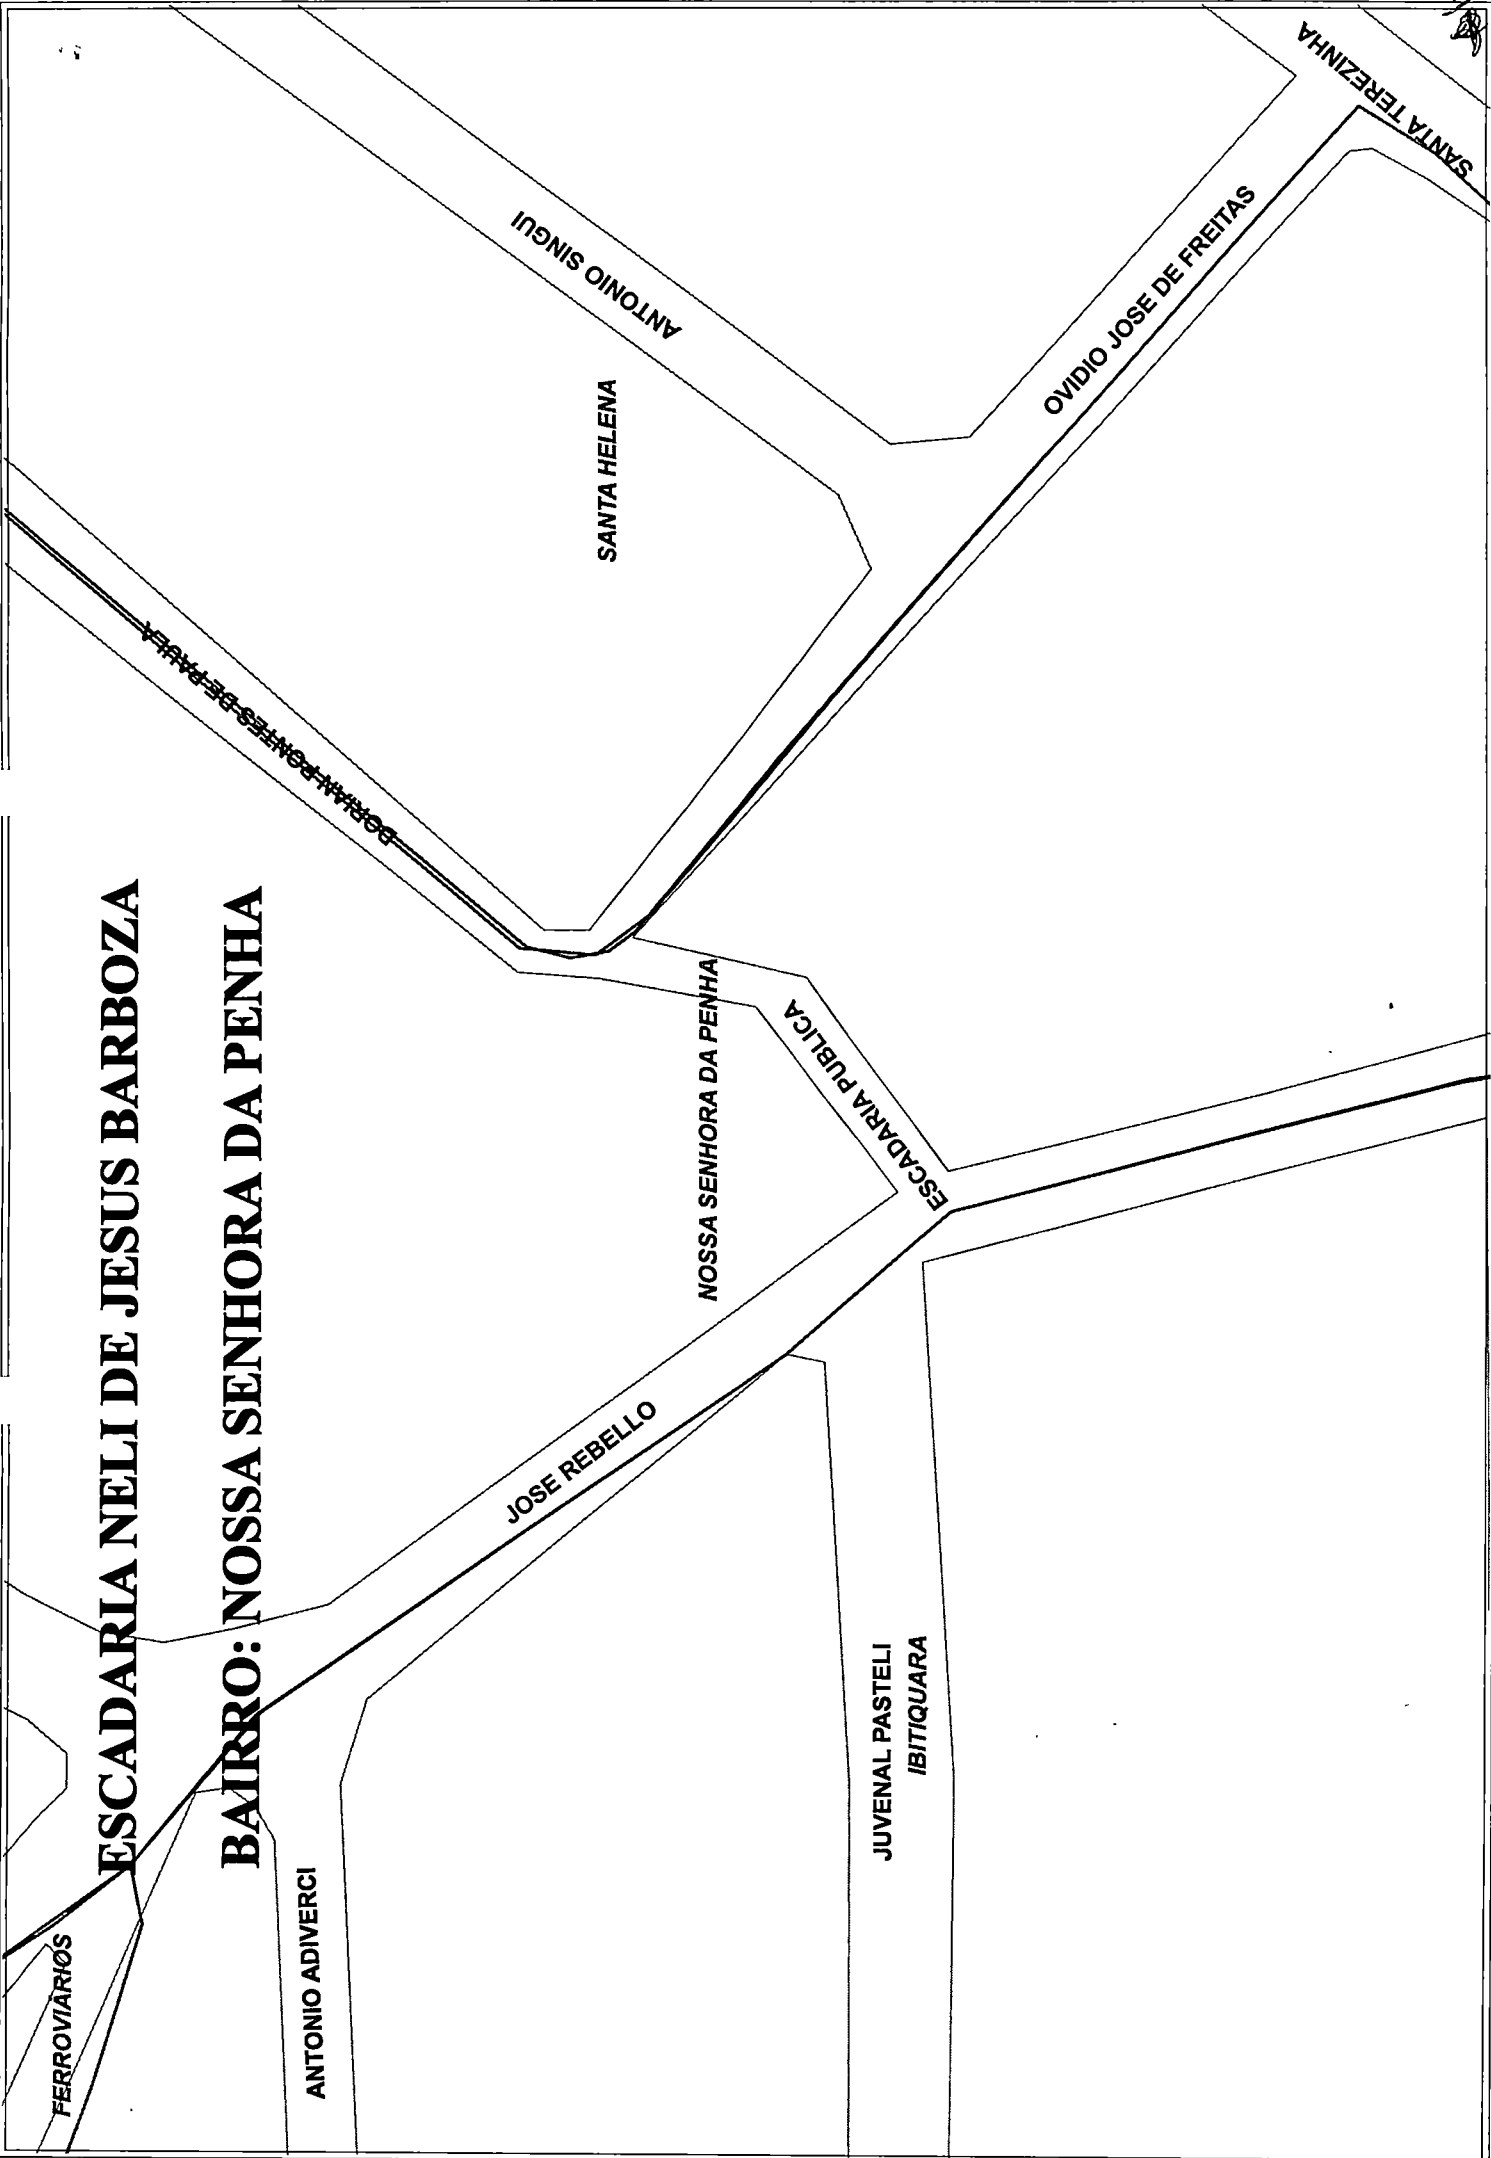 ESCADARIA NELI DE JESUS BARBOZA
BAIRRO: NOSSA SENHORA DA PENHA
FERROVIÁRIOS
ANTONIO ADIVERCI
JOSE REBELLO
DORIAN PONTES DE PAULA
ANTONIO SINGUI
SANTA HELENA
NOSSA SENHORA DA PENHA
ESCADARIA PUBLICA
JUVENAL PASTELI
IBITIQUARA
OVIDIO JOSE DE FREITAS
SANTA TEREZINHA